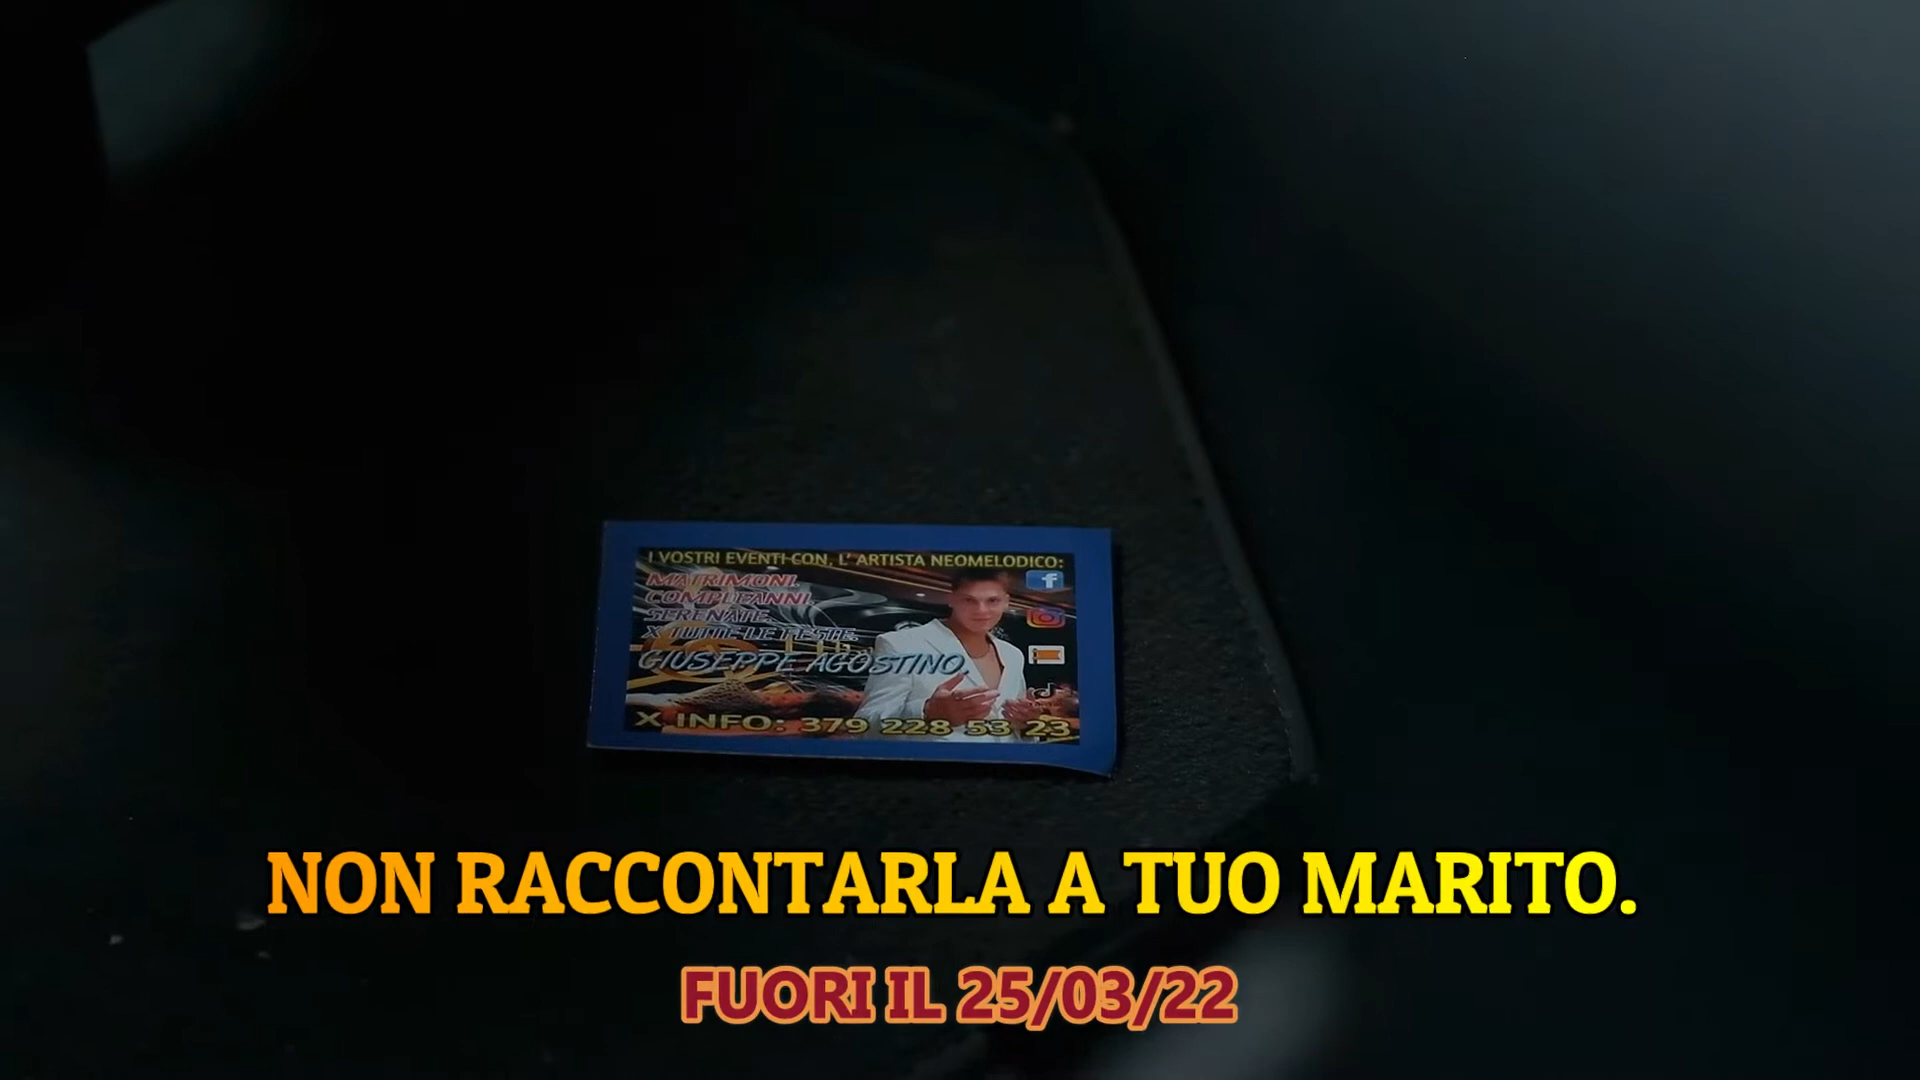 I VOSTRI EVENTI CON, L' ARTISTA NEOMELODICO:
MATRIMONI.
COMPLEANNI.
SERENATE.
X TUTTE LE FESTE.
GIUSEPPE AGOSTINO.
X INFO: 379 228 53 23
NON RACCONTARLA A TUO MARITO.
FUORI IL 25/03/22